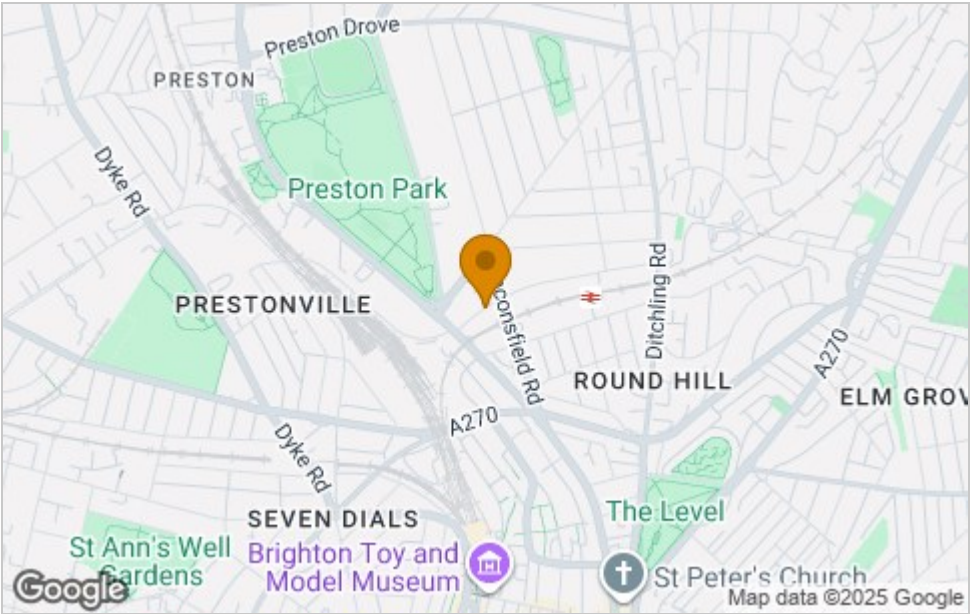 Preston Drove
PRESTON
Dyke Rd
Preston Park
PRESTONVILLE
consfield Rd
Ditchling Rd
ROUND HILL
A270
ELM GROV
A270
Dyke Rd
SEVEN DIALS
The Level
St Ann's Well
Gardens
Brighton Toy and
Model Museum
St Peter's Church
Google
Map data ©2025 Google